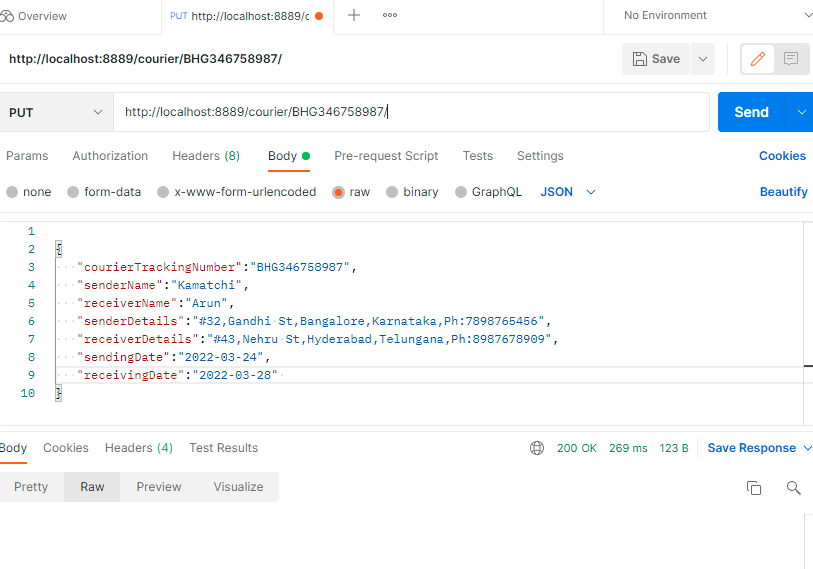 Overview PUT http://localhost:8889/c No Environment
http://localhost:8889/courier/BHG346758987/ Save
PUT http://localhost:8889/courier/BHG346758987/ Send
Params Authorization Headers (8) Body Pre-request Script Tests Settings Cookies
none form-data x-www-form-urlencoded raw binary GraphQL JSON Beautify
1
2 {
3 "courierTrackingNumber":"BHG346758987",
4 "senderName":"Kamatchi",
5 "receiverName":"Arun",
6 "senderDetails":"#32,Gandhi St,Bangalore,Karnataka,Ph:7898765456",
7 "receiverDetails":"#43,Nehru St,Hyderabad,Telungana,Ph:8987678909",
8 "sendingDate":"2022-03-24",
9 "receivingDate":"2022-03-28"
10 }
Body Cookies Headers (4) Test Results 200 OK 269 ms 123 B Save Response
Pretty Raw Preview Visualize